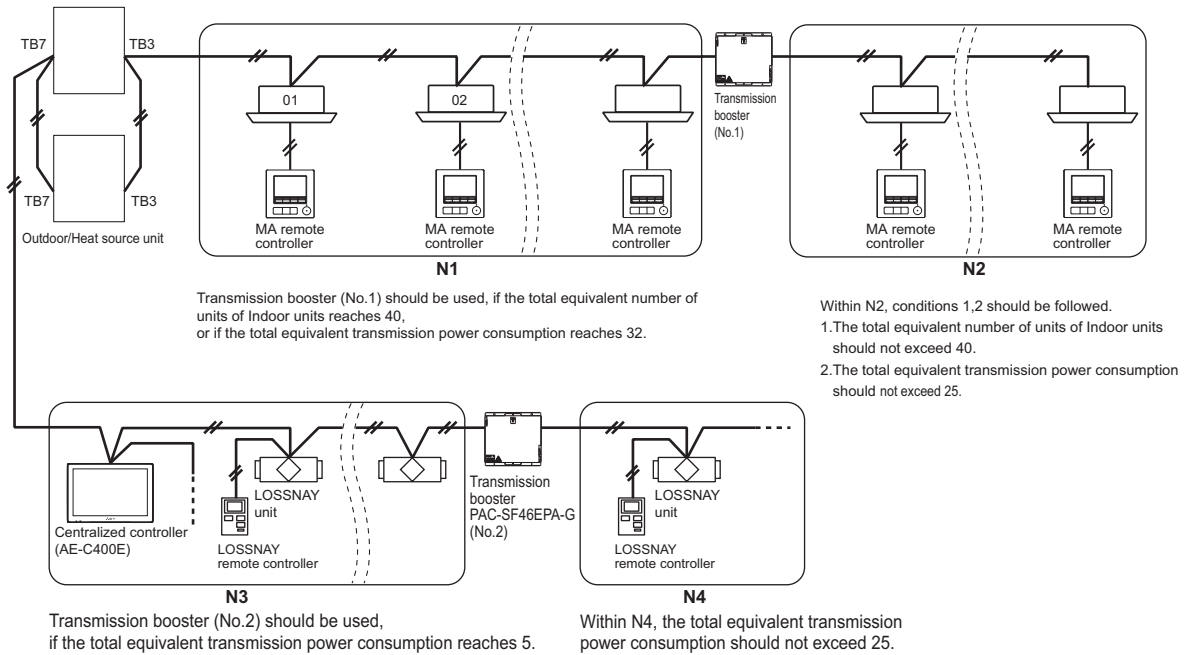 TB7
TB3
TB7
TB3
Outdoor/Heat source unit
01
02
MA remote
controller
MA remote
controller
MA remote
controller
N1
Transmission
booster
(No.1)
MA remote
controller
MA remote
controller
N2
Transmission booster (No.1) should be used, if the total equivalent number of
units of Indoor units reaches 40,
or if the total equivalent transmission power consumption reaches 32.
Within N2, conditions 1,2 should be followed.
1.The total equivalent number of units of Indoor units
should not exceed 40.
2.The total equivalent transmission power consumption
should not exceed 25.
Centralized controller
(AE-C400E)
LOSSNAY
unit
LOSSNAY
remote controller
N3
Transmission
booster
PAC-SF46EPA-G
(No.2)
LOSSNAY
unit
LOSSNAY
remote controller
N4
Transmission booster (No.2) should be used,
if the total equivalent transmission power consumption reaches 5.
Within N4, the total equivalent transmission
power consumption should not exceed 25.